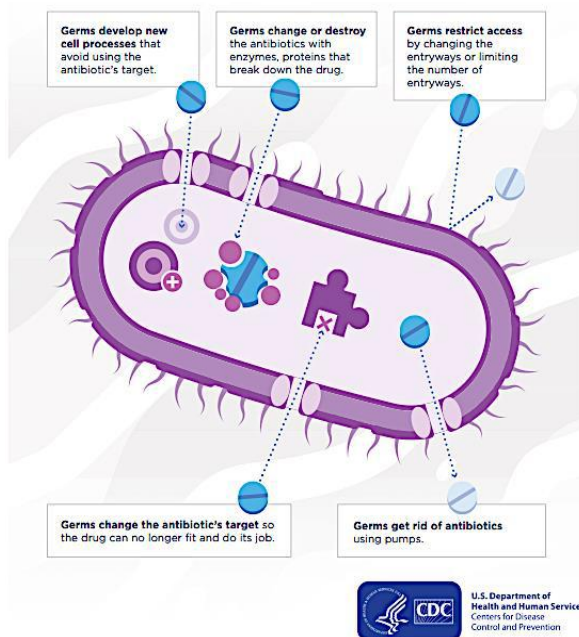 Germs develop new
cell processes that
avoid using the
antibiotic's target.
Germs change or destroy
the antibiotics with
enzymes, proteins that
break down the drug.
Germs restrict access
by changing the
entryways or limiting
the number of
entryways.
Germs change the antibiotic's target so
the drug can no longer fit and do its job.
Germs get rid of antibiotics
using pumps.
CDC
U.S. Department of
Health and Human Service
Centers for Disease
Control and Prevention